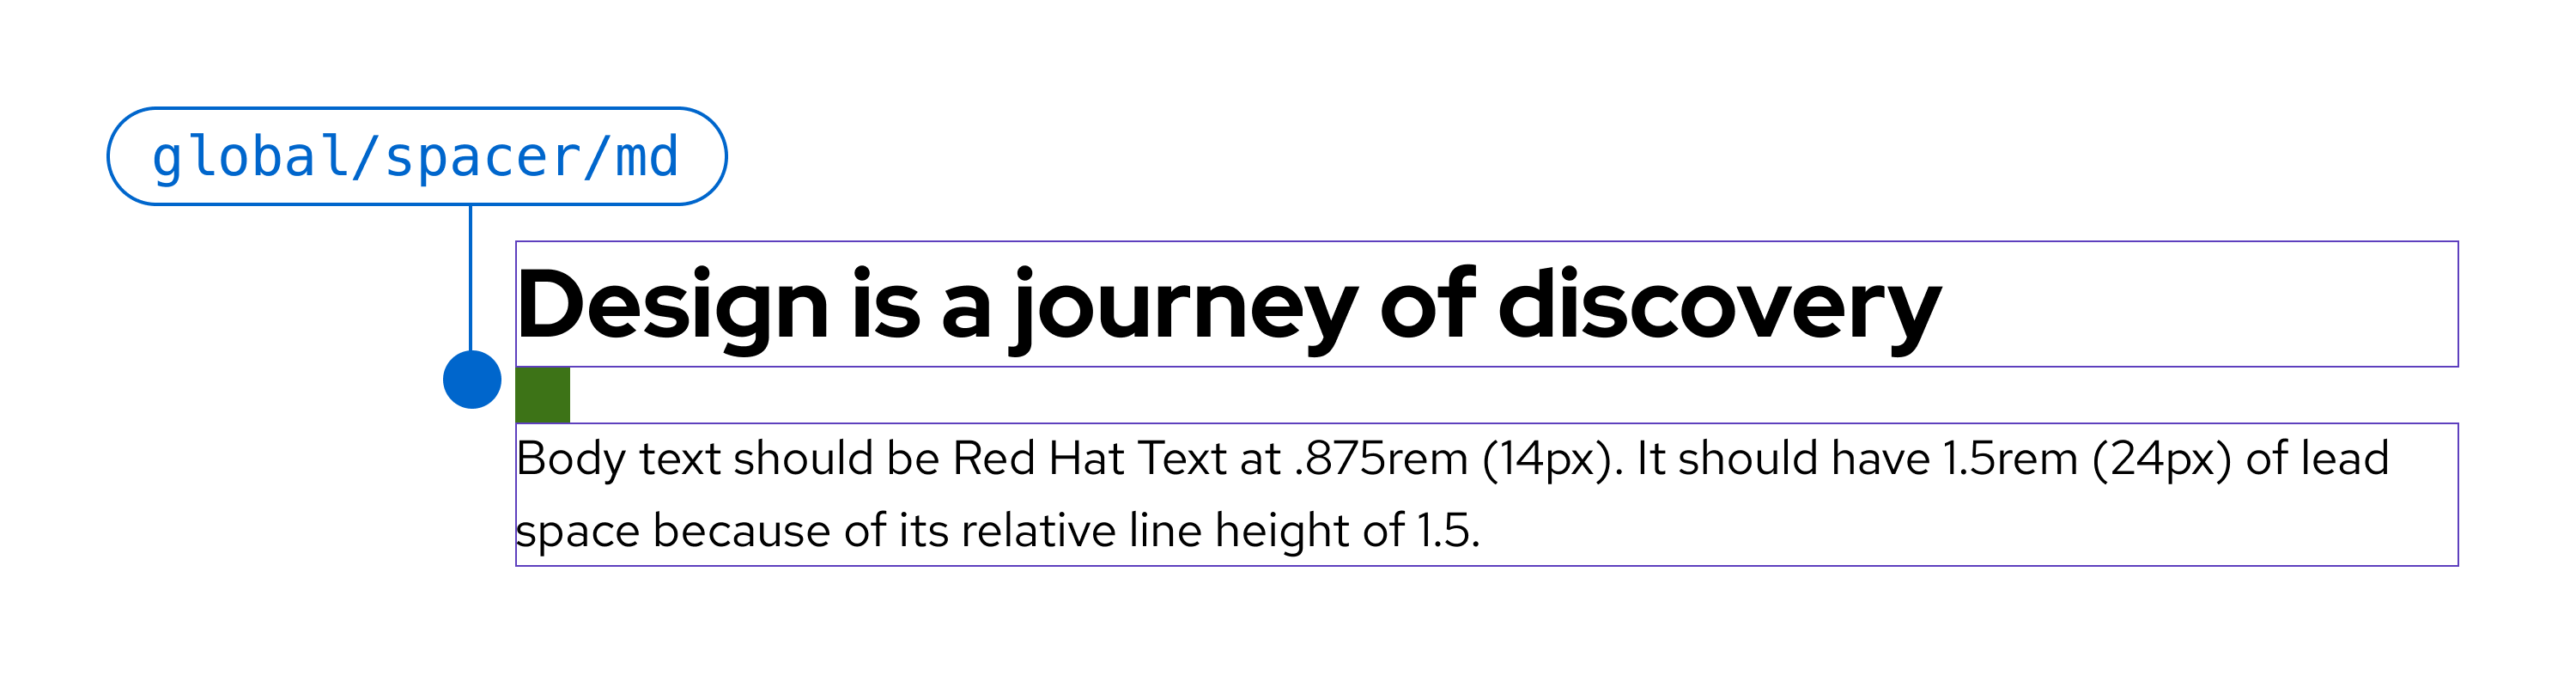 global/spacer/md
Design is a journey of discovery
Body text should be Red Hat Text at .875rem (14px). It should have 1.5rem (24px) of lead
space because of its relative line height of 1.5.